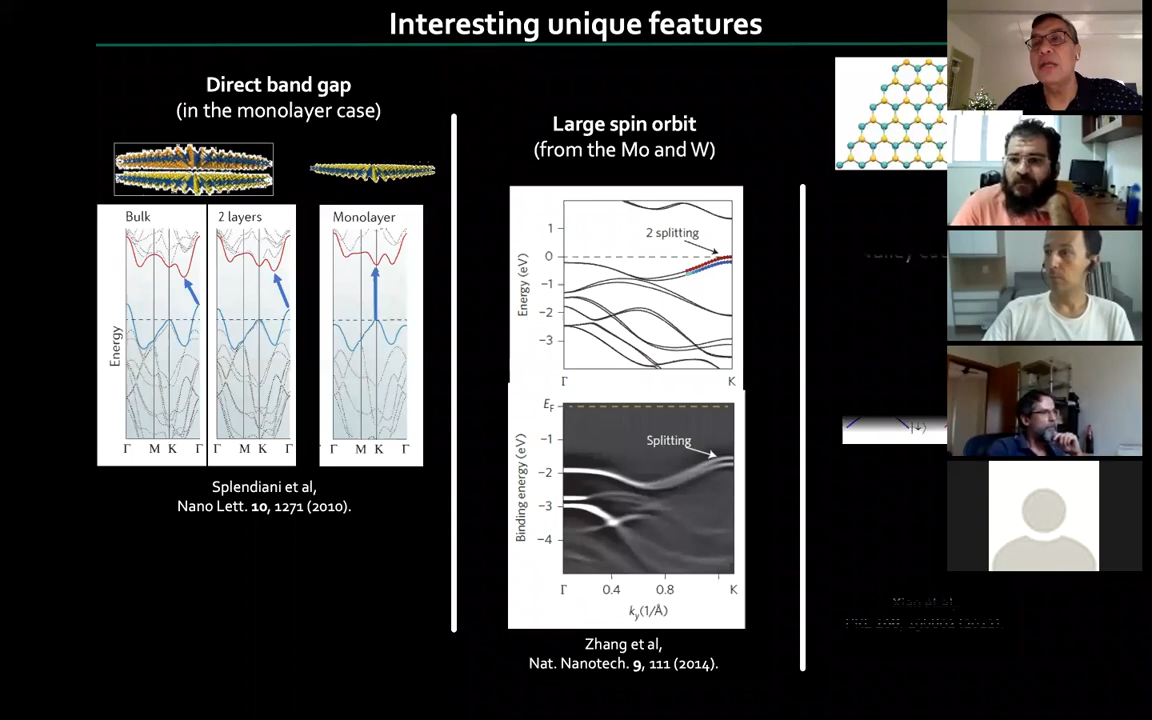 Interesting unique features
Direct band gap
(in the monolayer case)
Bulk
2 layers
Monolayer
Energy
Γ M K Γ
Γ M K Γ
Γ M K Γ
Splendiani et al,
Nano Lett. 10, 1271 (2010).
Large spin orbit
(from the Mo and W)
2 splitting
Energy (eV)
1
0
−1
−2
−3
Γ K
EF
Splitting
Binding energy (eV)
−1
−2
−3
−4
Γ 0.4 0.8 K
ky(1/Å)
Zhang et al,
Nat. Nanotech. 9, 111 (2014).
|↓⟩